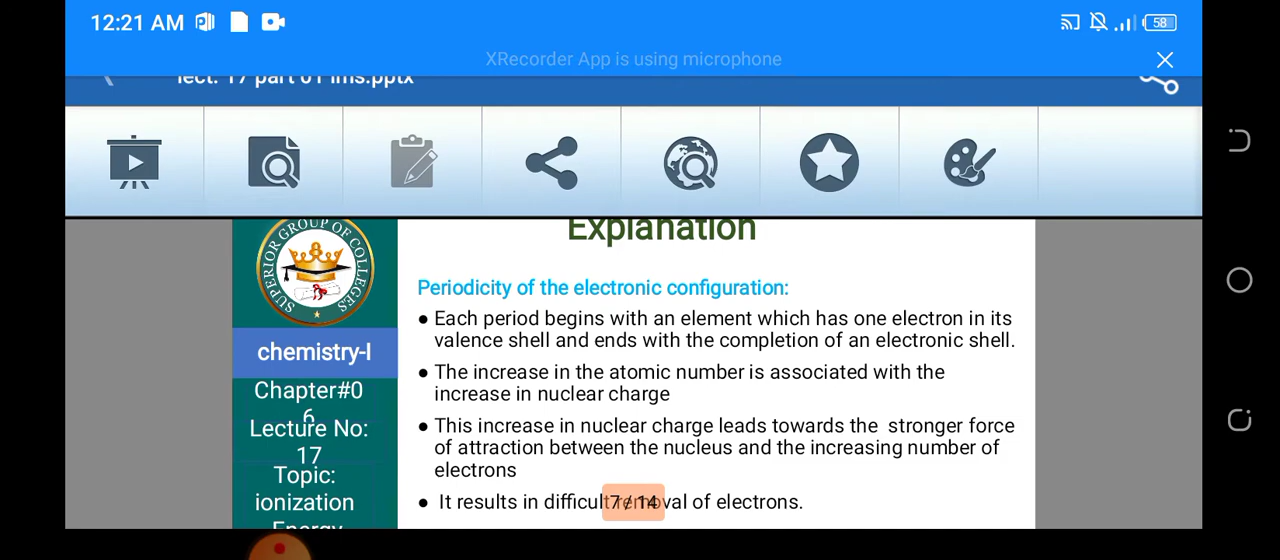 12:21 AM
58
XRecorder App is using microphone
lect. 17 part 01 lms.pptx
SUPERIOR GROUP OF COLLEGES
Explanation
Periodicity of the electronic configuration:
● Each period begins with an element which has one electron in its
valence shell and ends with the completion of an electronic shell.
● The increase in the atomic number is associated with the
increase in nuclear charge
● This increase in nuclear charge leads towards the stronger force
of attraction between the nucleus and the increasing number of
electrons
● It results in difficult removal of electrons.
7 / 14
chemistry-I
Chapter#0
6
Lecture No:
17
Topic:
ionization
Energy